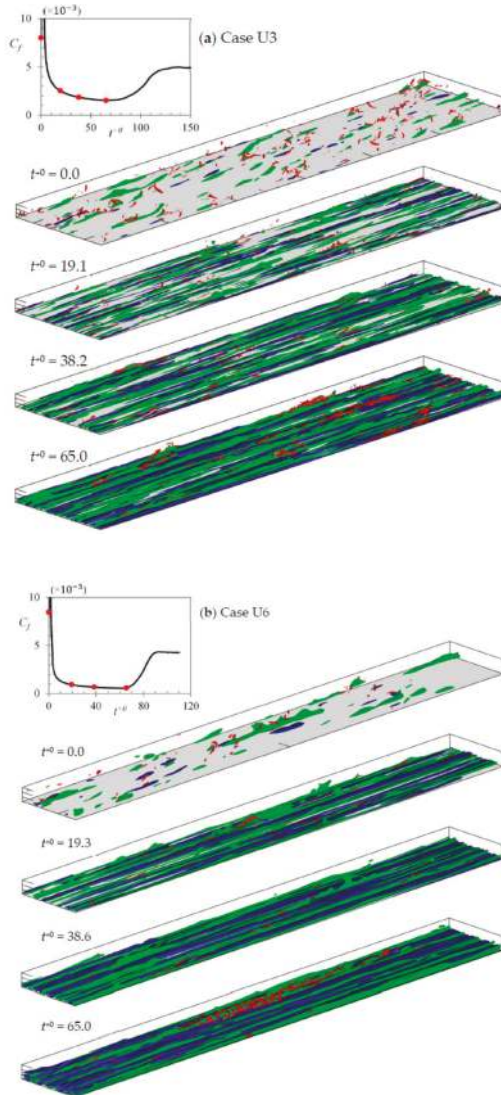 (×10⁻³)
10
C_f
5
0
0 50 100 150
t⁺⁰
(a) Case U3
t⁺⁰ = 0.0
t⁺⁰ = 19.1
t⁺⁰ = 38.2
t⁺⁰ = 65.0
(×10⁻³)
10
C_f
5
0
0 40 80 120
t⁺⁰
(b) Case U6
t⁺⁰ = 0.0
t⁺⁰ = 19.3
t⁺⁰ = 38.6
t⁺⁰ = 65.0